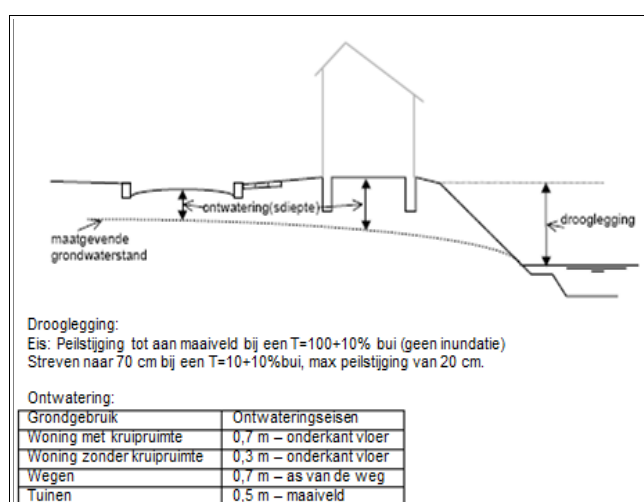 ontwatering(sdiepte)
drooglegging
maatgevende
grondwaterstand
Drooglegging:
Eis: Peilstijging tot aan maaiveld bij een T=100+10% bui (geen inundatie)
Streven naar 70 cm bij een T=10+10%bui, max peilstijging van 20 cm.
Ontwatering:
Grondgebruik Ontwateringseisen
Woning met kruipruimte 0,7 m – onderkant vloer
Woning zonder kruipruimte 0,3 m – onderkant vloer
Wegen 0,7 m – as van de weg
Tuinen 0,5 m – maaiveld